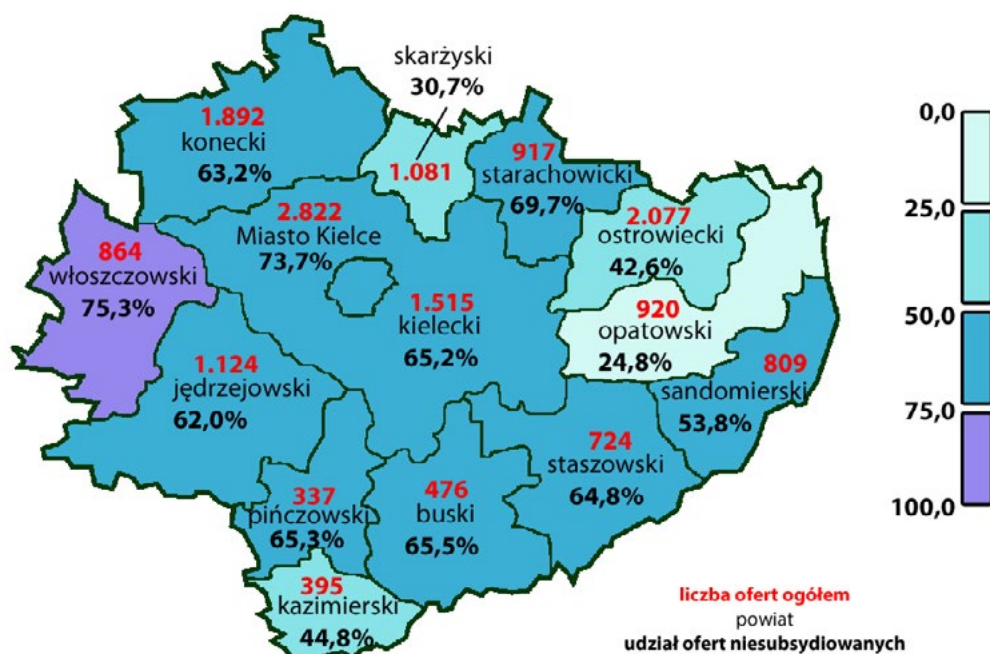 skarżyski
30,7%
1.081
1.892
konecki
63,2%
917
starachowicki
69,7%
2.822
Miasto Kielce
73,7%
2.077
ostrowiecki
42,6%
864
włoszczowski
75,3%
1.515
kielecki
65,2%
920
opatowski
24,8%
1.124
jędrzejowski
62,0%
809
sandomierski
53,8%
724
staszowski
64,8%
337
pińczowski
65,3%
476
buski
65,5%
395
kazimierski
44,8%
0,0
25,0
50,0
75,0
100,0
liczba ofert ogółem
powiat
udział ofert niesubsydiowanych